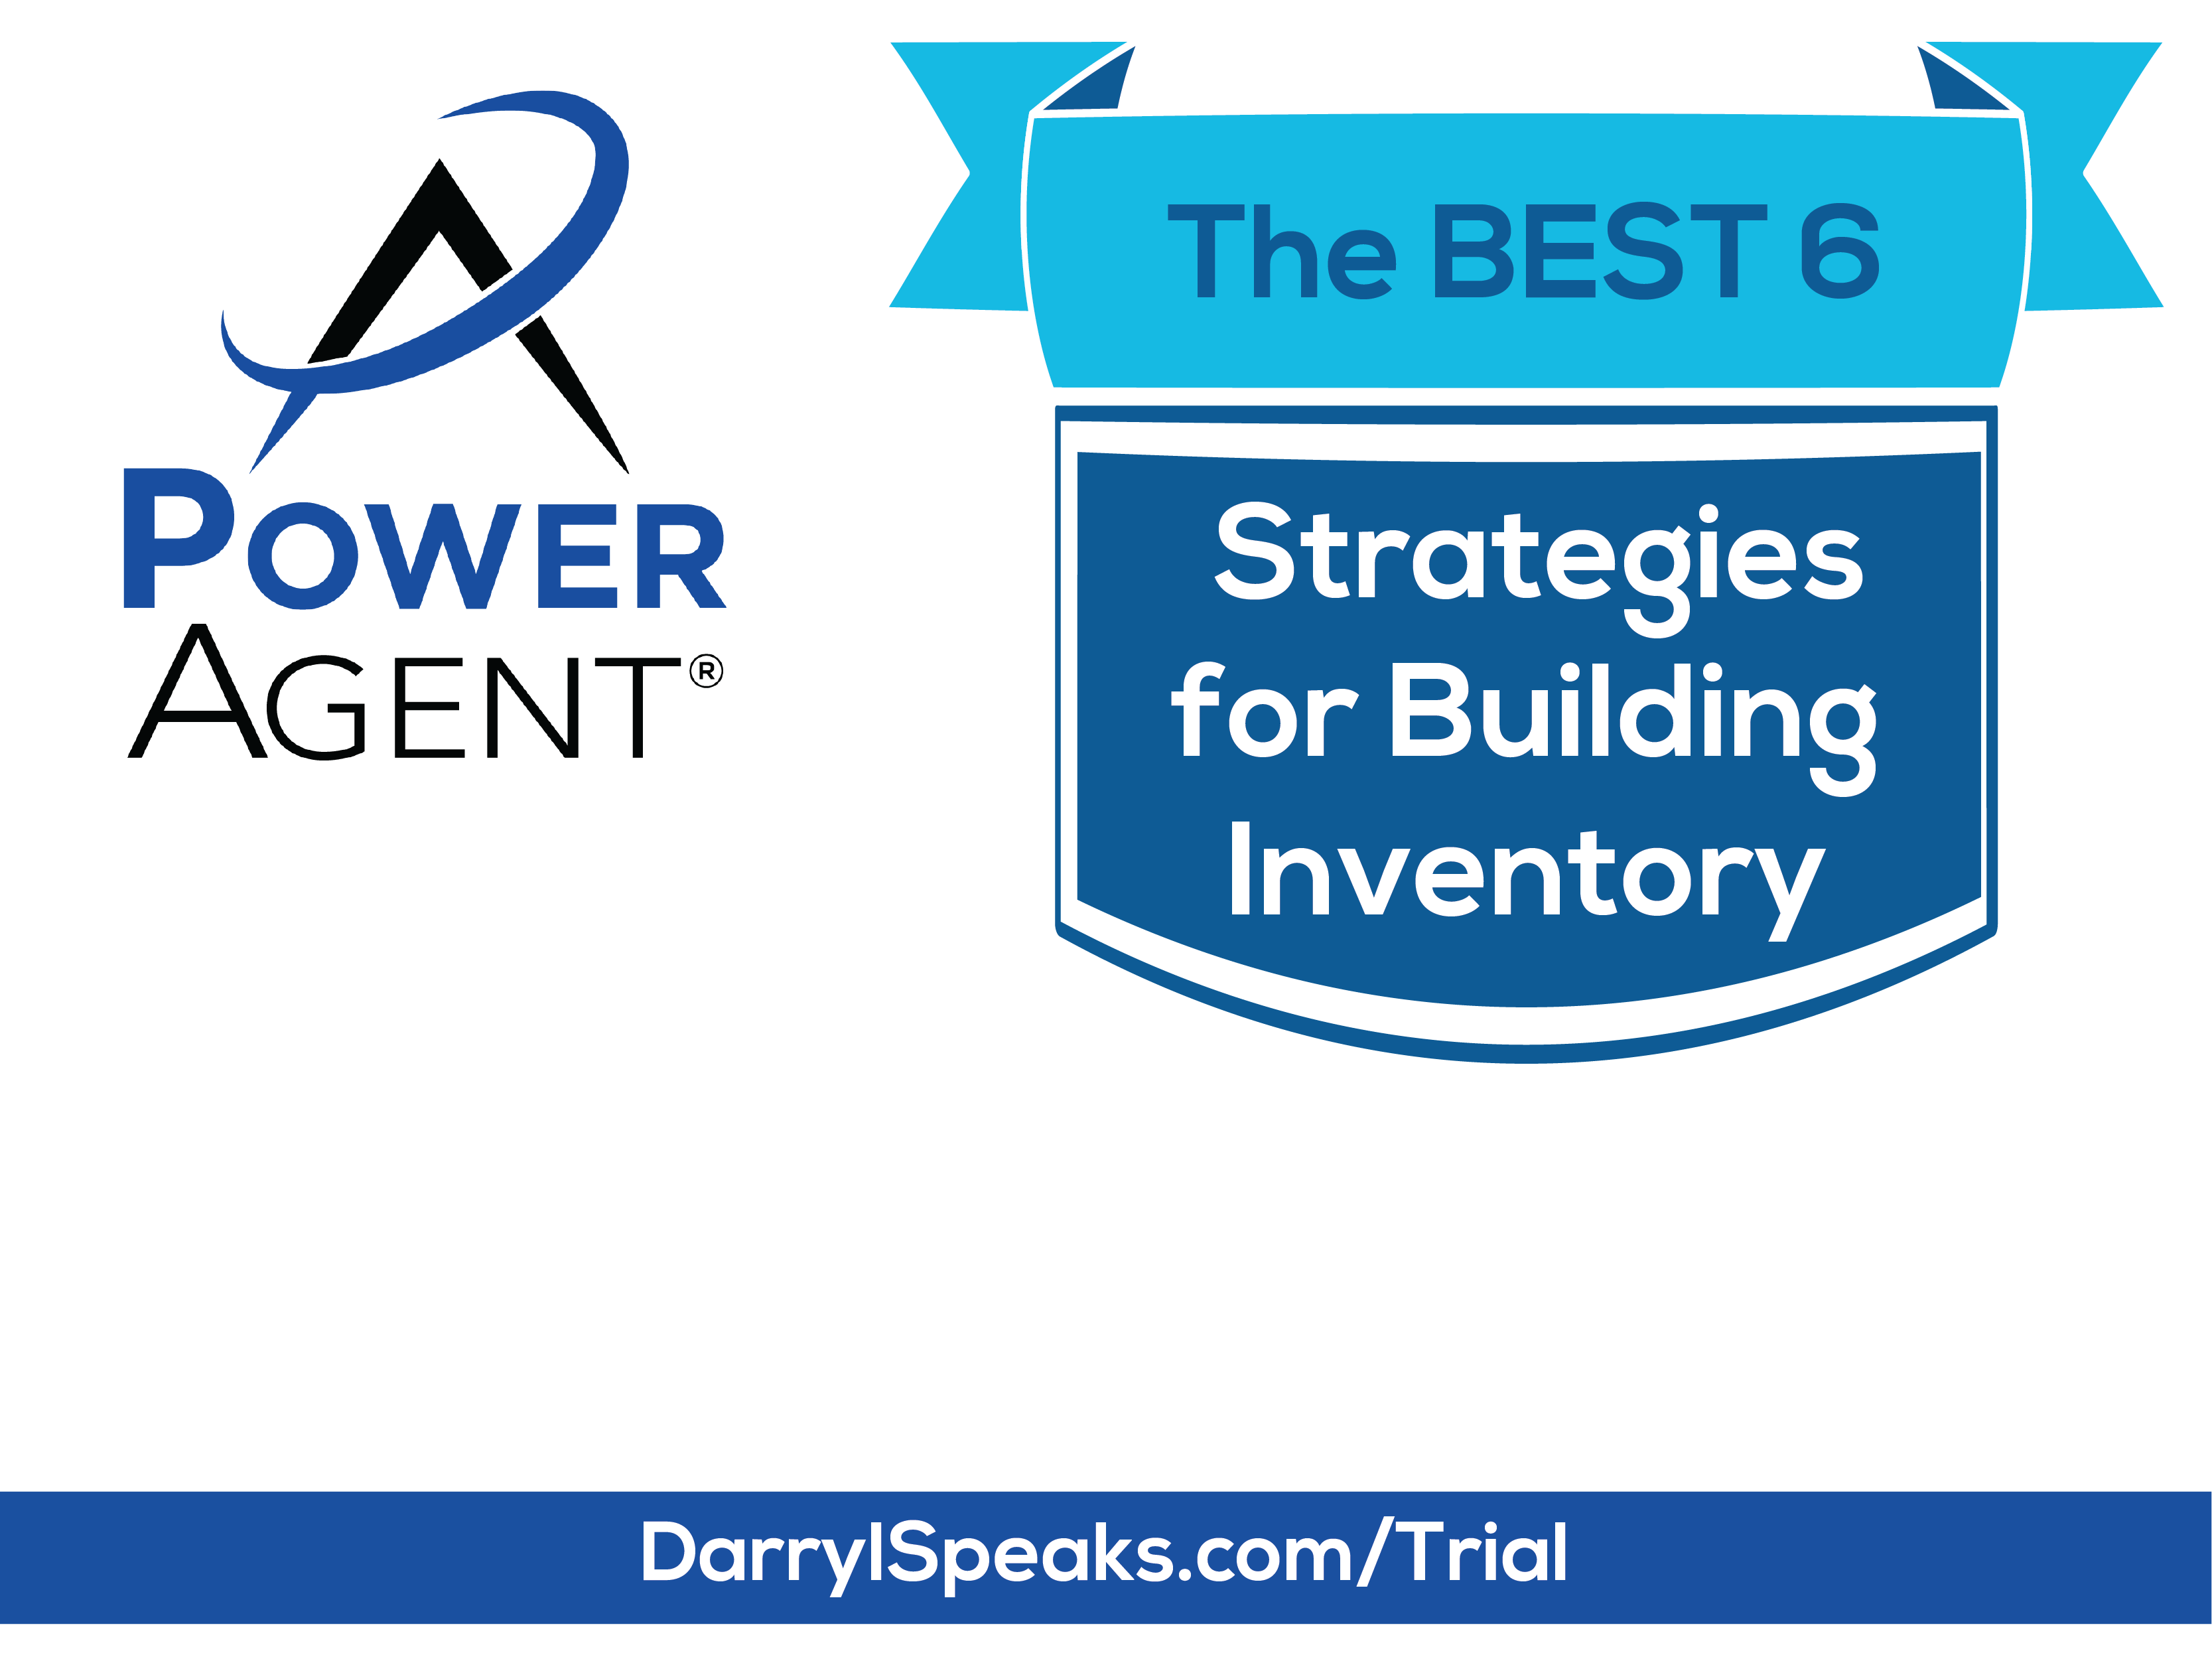 POWER
AGENT®
The BEST 6
Strategies
for Building
Inventory
DarrylSpeaks.com/Trial